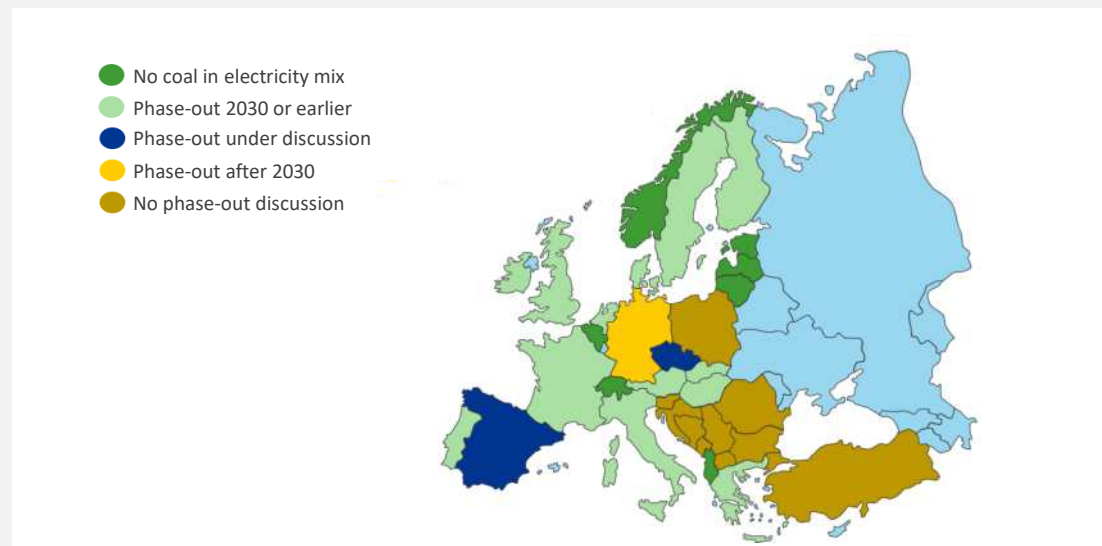 No coal in electricity mix
Phase-out 2030 or earlier
Phase-out under discussion
Phase-out after 2030
No phase-out discussion